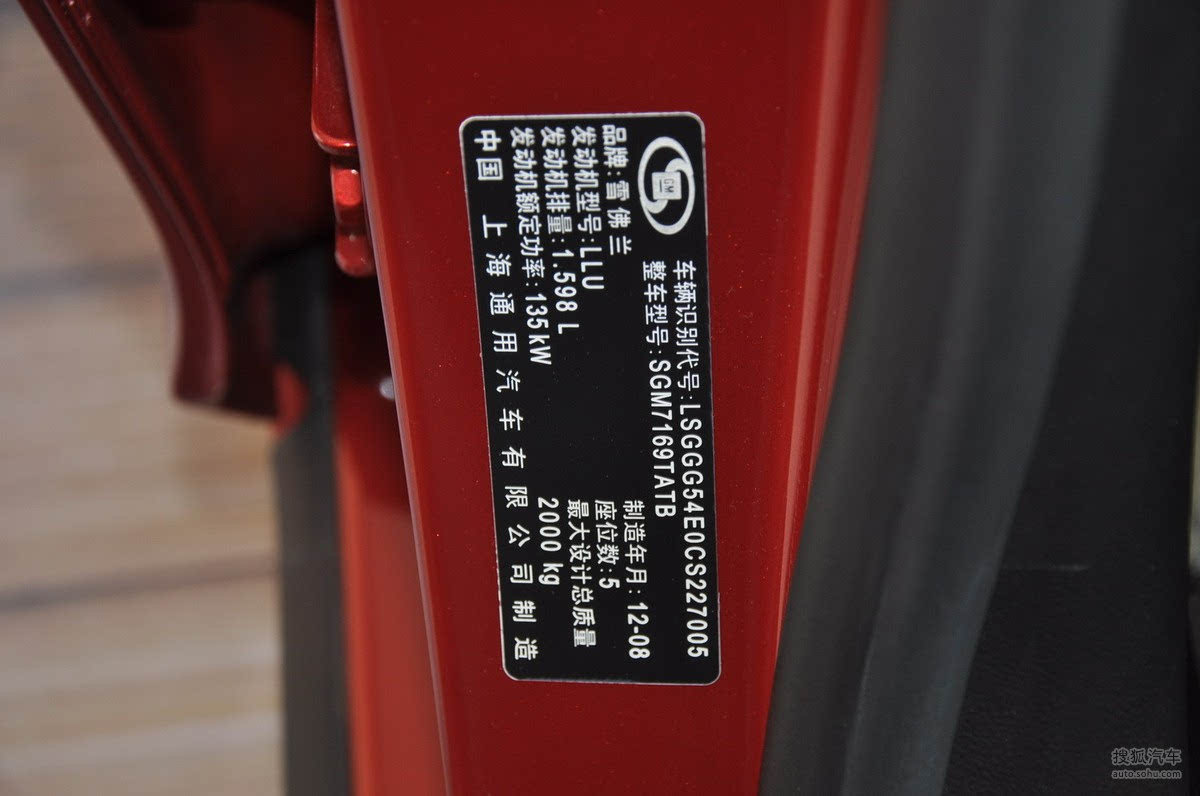 GM
车辆识别代号:LSGGG54E0CS227005
整车型号:SGM7169TATB
品牌:雪佛兰
制造年月:12-08
发动机型号:LLU
座位数:5
发动机排量:1.598 L
最大设计总质量
发动机额定功率:135kW
2000 kg
中国 上海通用汽车有限公司制造
搜狐汽车
auto.sohu.com